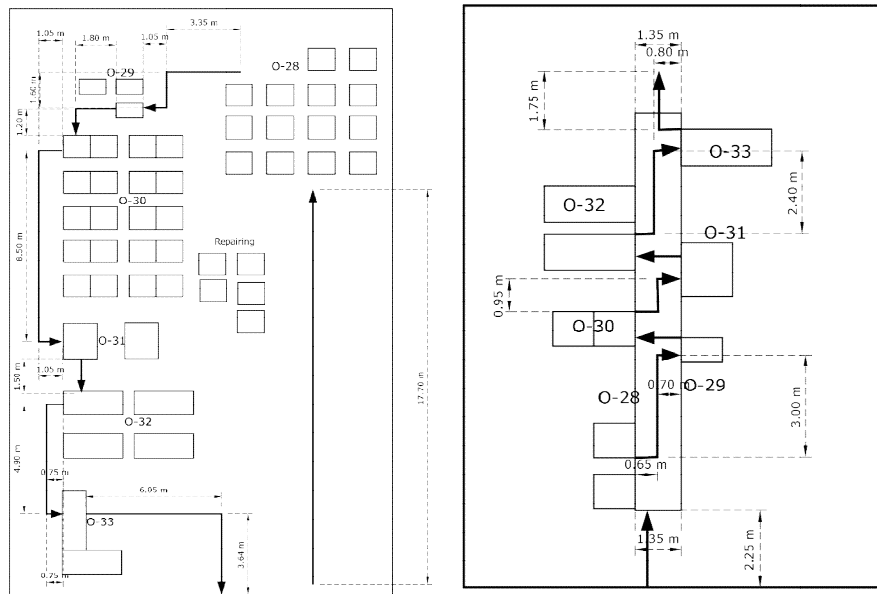 3.35 m
1.05 m
1.80 m
1.05 m
O-29
O-28
1.60 m
1.20 m
O-30
8.50 m
Repairing
O-31
1.05 m
1.50 m
17.70 m
O-32
4.90 m
0.75 m
6.05 m
O-33
3.64 m
0.75 m
1.35 m
0.80 m
1.75 m
O-33
2.40 m
O-32
O-31
0.95 m
O-30
0.70 m
O-29
O-28
3.00 m
0.65 m
1.35 m
2.25 m